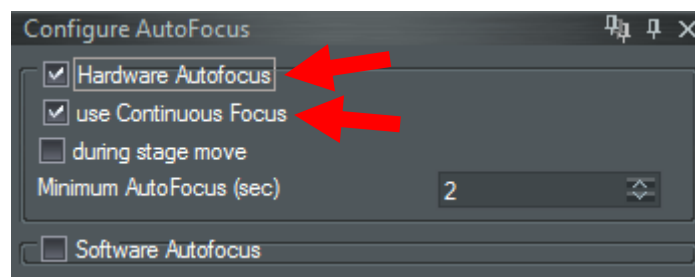 Configure AutoFocus
Hardware Autofocus
use Continuous Focus
during stage move
Minimum AutoFocus (sec) 2
Software Autofocus